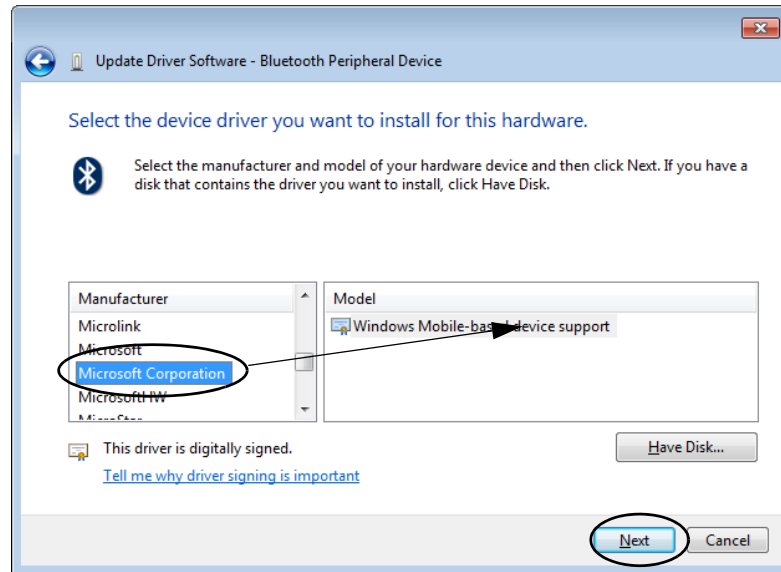 Update Driver Software - Bluetooth Peripheral Device
Select the device driver you want to install for this hardware.
Select the manufacturer and model of your hardware device and then click Next. If you have a
disk that contains the driver you want to install, click Have Disk.
Manufacturer
Model
Microlink
Windows Mobile-based device support
Microsoft
Microsoft Corporation
MicrosoftHW
MicroStar
This driver is digitally signed.
Have Disk...
Tell me why driver signing is important
Next
Cancel